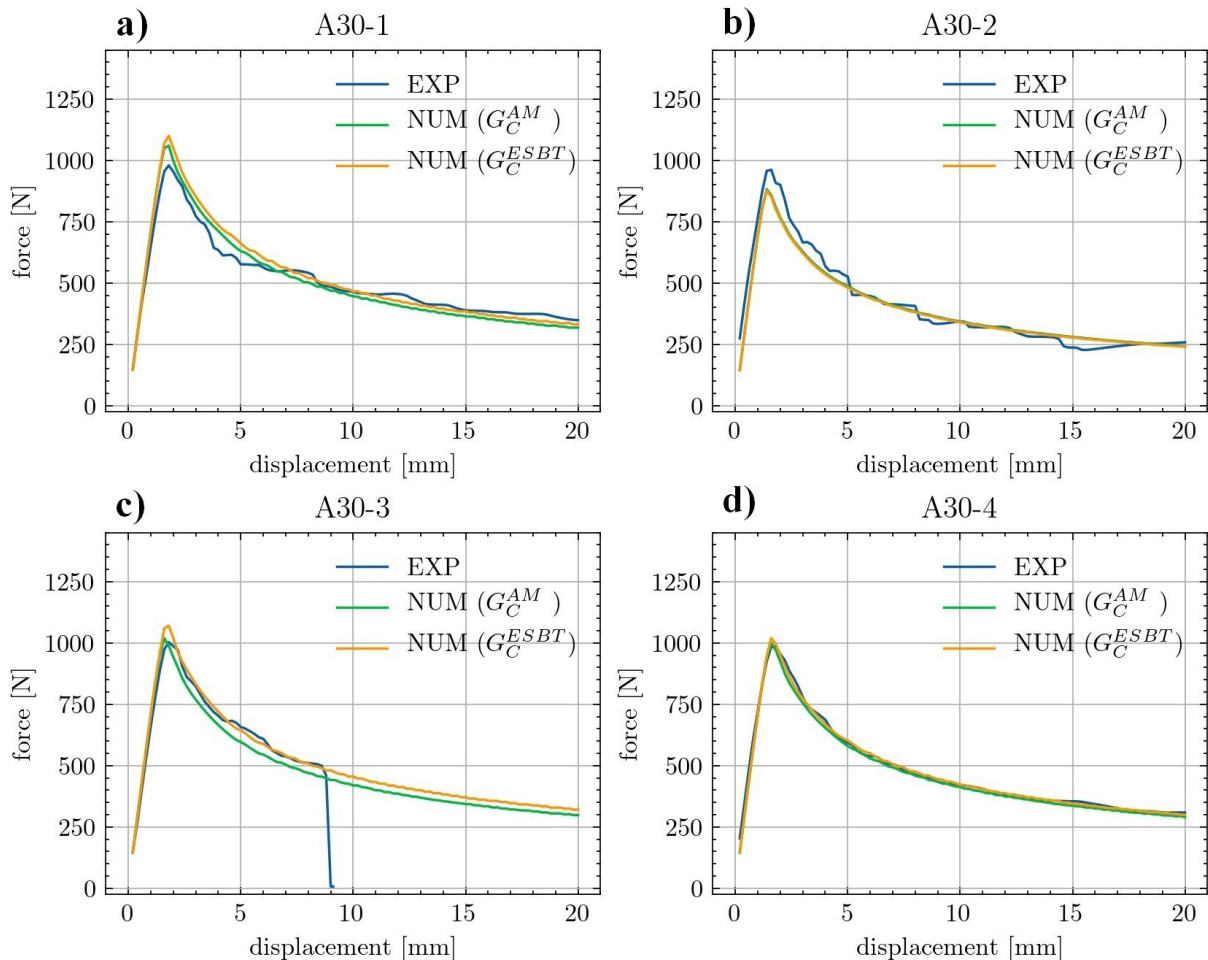 a) A30-1
EXP
NUM (G_C^{AM})
NUM (G_C^{ESBT})
force [N]
1250
1000
750
500
250
0
0 5 10 15 20
displacement [mm]
b) A30-2
EXP
NUM (G_C^{AM})
NUM (G_C^{ESBT})
force [N]
1250
1000
750
500
250
0
0 5 10 15 20
displacement [mm]
c) A30-3
EXP
NUM (G_C^{AM})
NUM (G_C^{ESBT})
force [N]
1250
1000
750
500
250
0
0 5 10 15 20
displacement [mm]
d) A30-4
EXP
NUM (G_C^{AM})
NUM (G_C^{ESBT})
force [N]
1250
1000
750
500
250
0
0 5 10 15 20
displacement [mm]